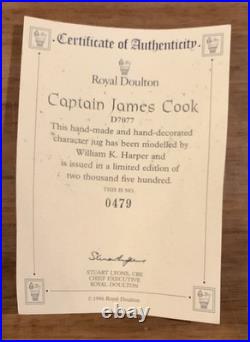 Certificate of Authenticity
Royal Doulton
Captain James Cook
D7077
This hand-made and hand-decorated
character jug has been modelled by
William K. Harper and
is issued in a limited edition of
two thousand five hundred.
THIS IS NO.
0479
STUART LYONS, CBE
CHIEF EXECUTIVE
ROYAL DOULTON
© 1996 Royal Doulton